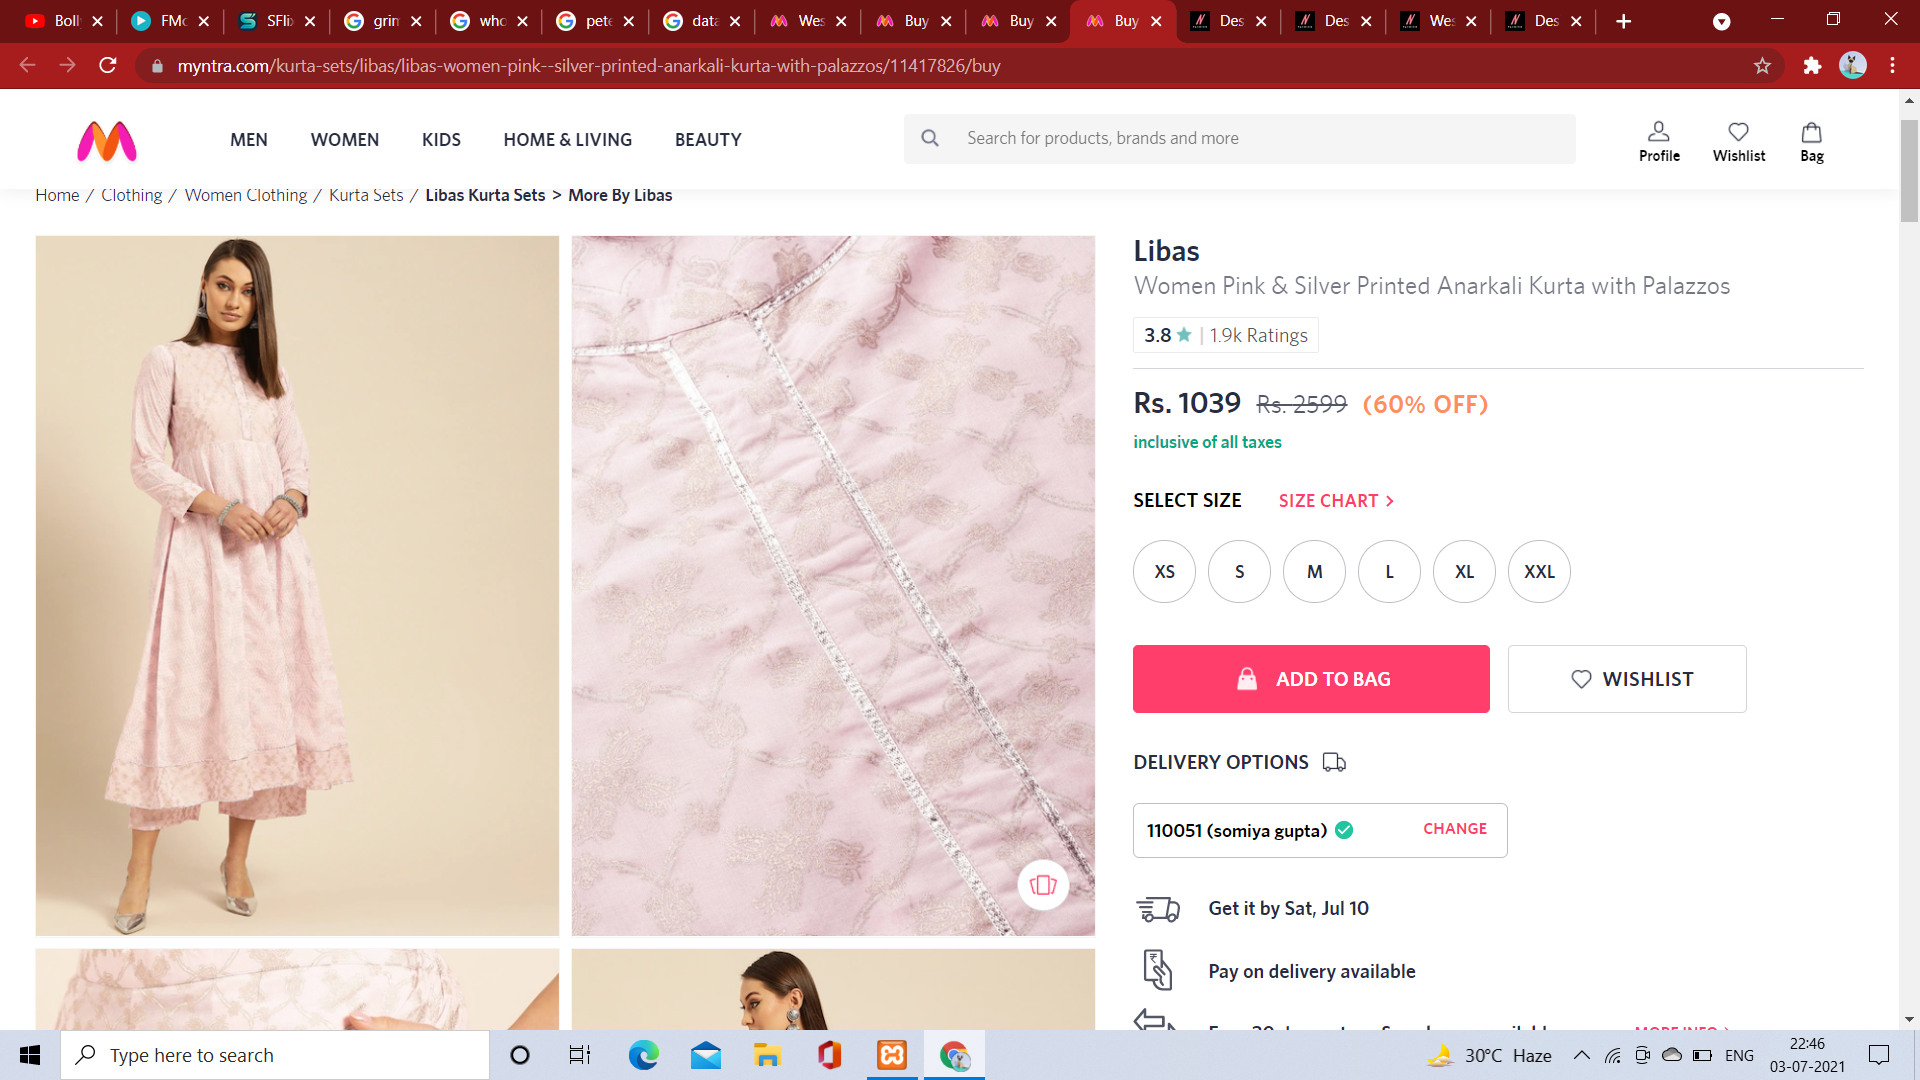 Boll
FMo
SFlix
grin
who
pete
data
Wes
Buy
Buy
Buy
Des
Des
Wes
Des
myntra.com/kurta-sets/libas/libas-women-pink--silver-printed-anarkali-kurta-with-palazzos/11417826/buy
MEN WOMEN KIDS HOME & LIVING BEAUTY
Search for products, brands and more
Profile
Wishlist
Bag
Home / Clothing / Women Clothing / Kurta Sets / Libas Kurta Sets > More By Libas
Libas
Women Pink & Silver Printed Anarkali Kurta with Palazzos
3.8 ★ | 1.9k Ratings
Rs. 1039 Rs. 2599 (60% OFF)
inclusive of all taxes
SELECT SIZE SIZE CHART >
XS S M L XL XXL
ADD TO BAG
WISHLIST
DELIVERY OPTIONS
110051 (somiya gupta) CHANGE
Get it by Sat, Jul 10
Pay on delivery available
MORE INFO >
Type here to search
30°C Haze
ENG
22:46
03-07-2021